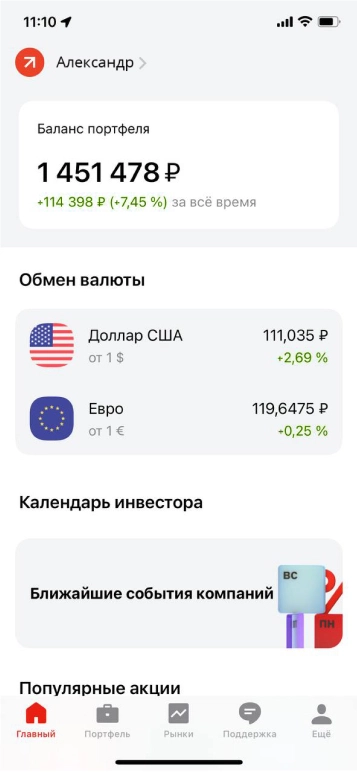 11:10
Александр
Баланс портфеля
1 451 478 ₽
+114 398 ₽ (+7,45 %) за всё время
Обмен валюты
Доллар США 111,035 ₽
от 1 $ +2,69 %
Евро 119,6475 ₽
от 1 € +0,25 %
Календарь инвестора
ВС
Ближайшие события компаний
ПН
Популярные акции
Главный Портфель Рынки Поддержка Ещё